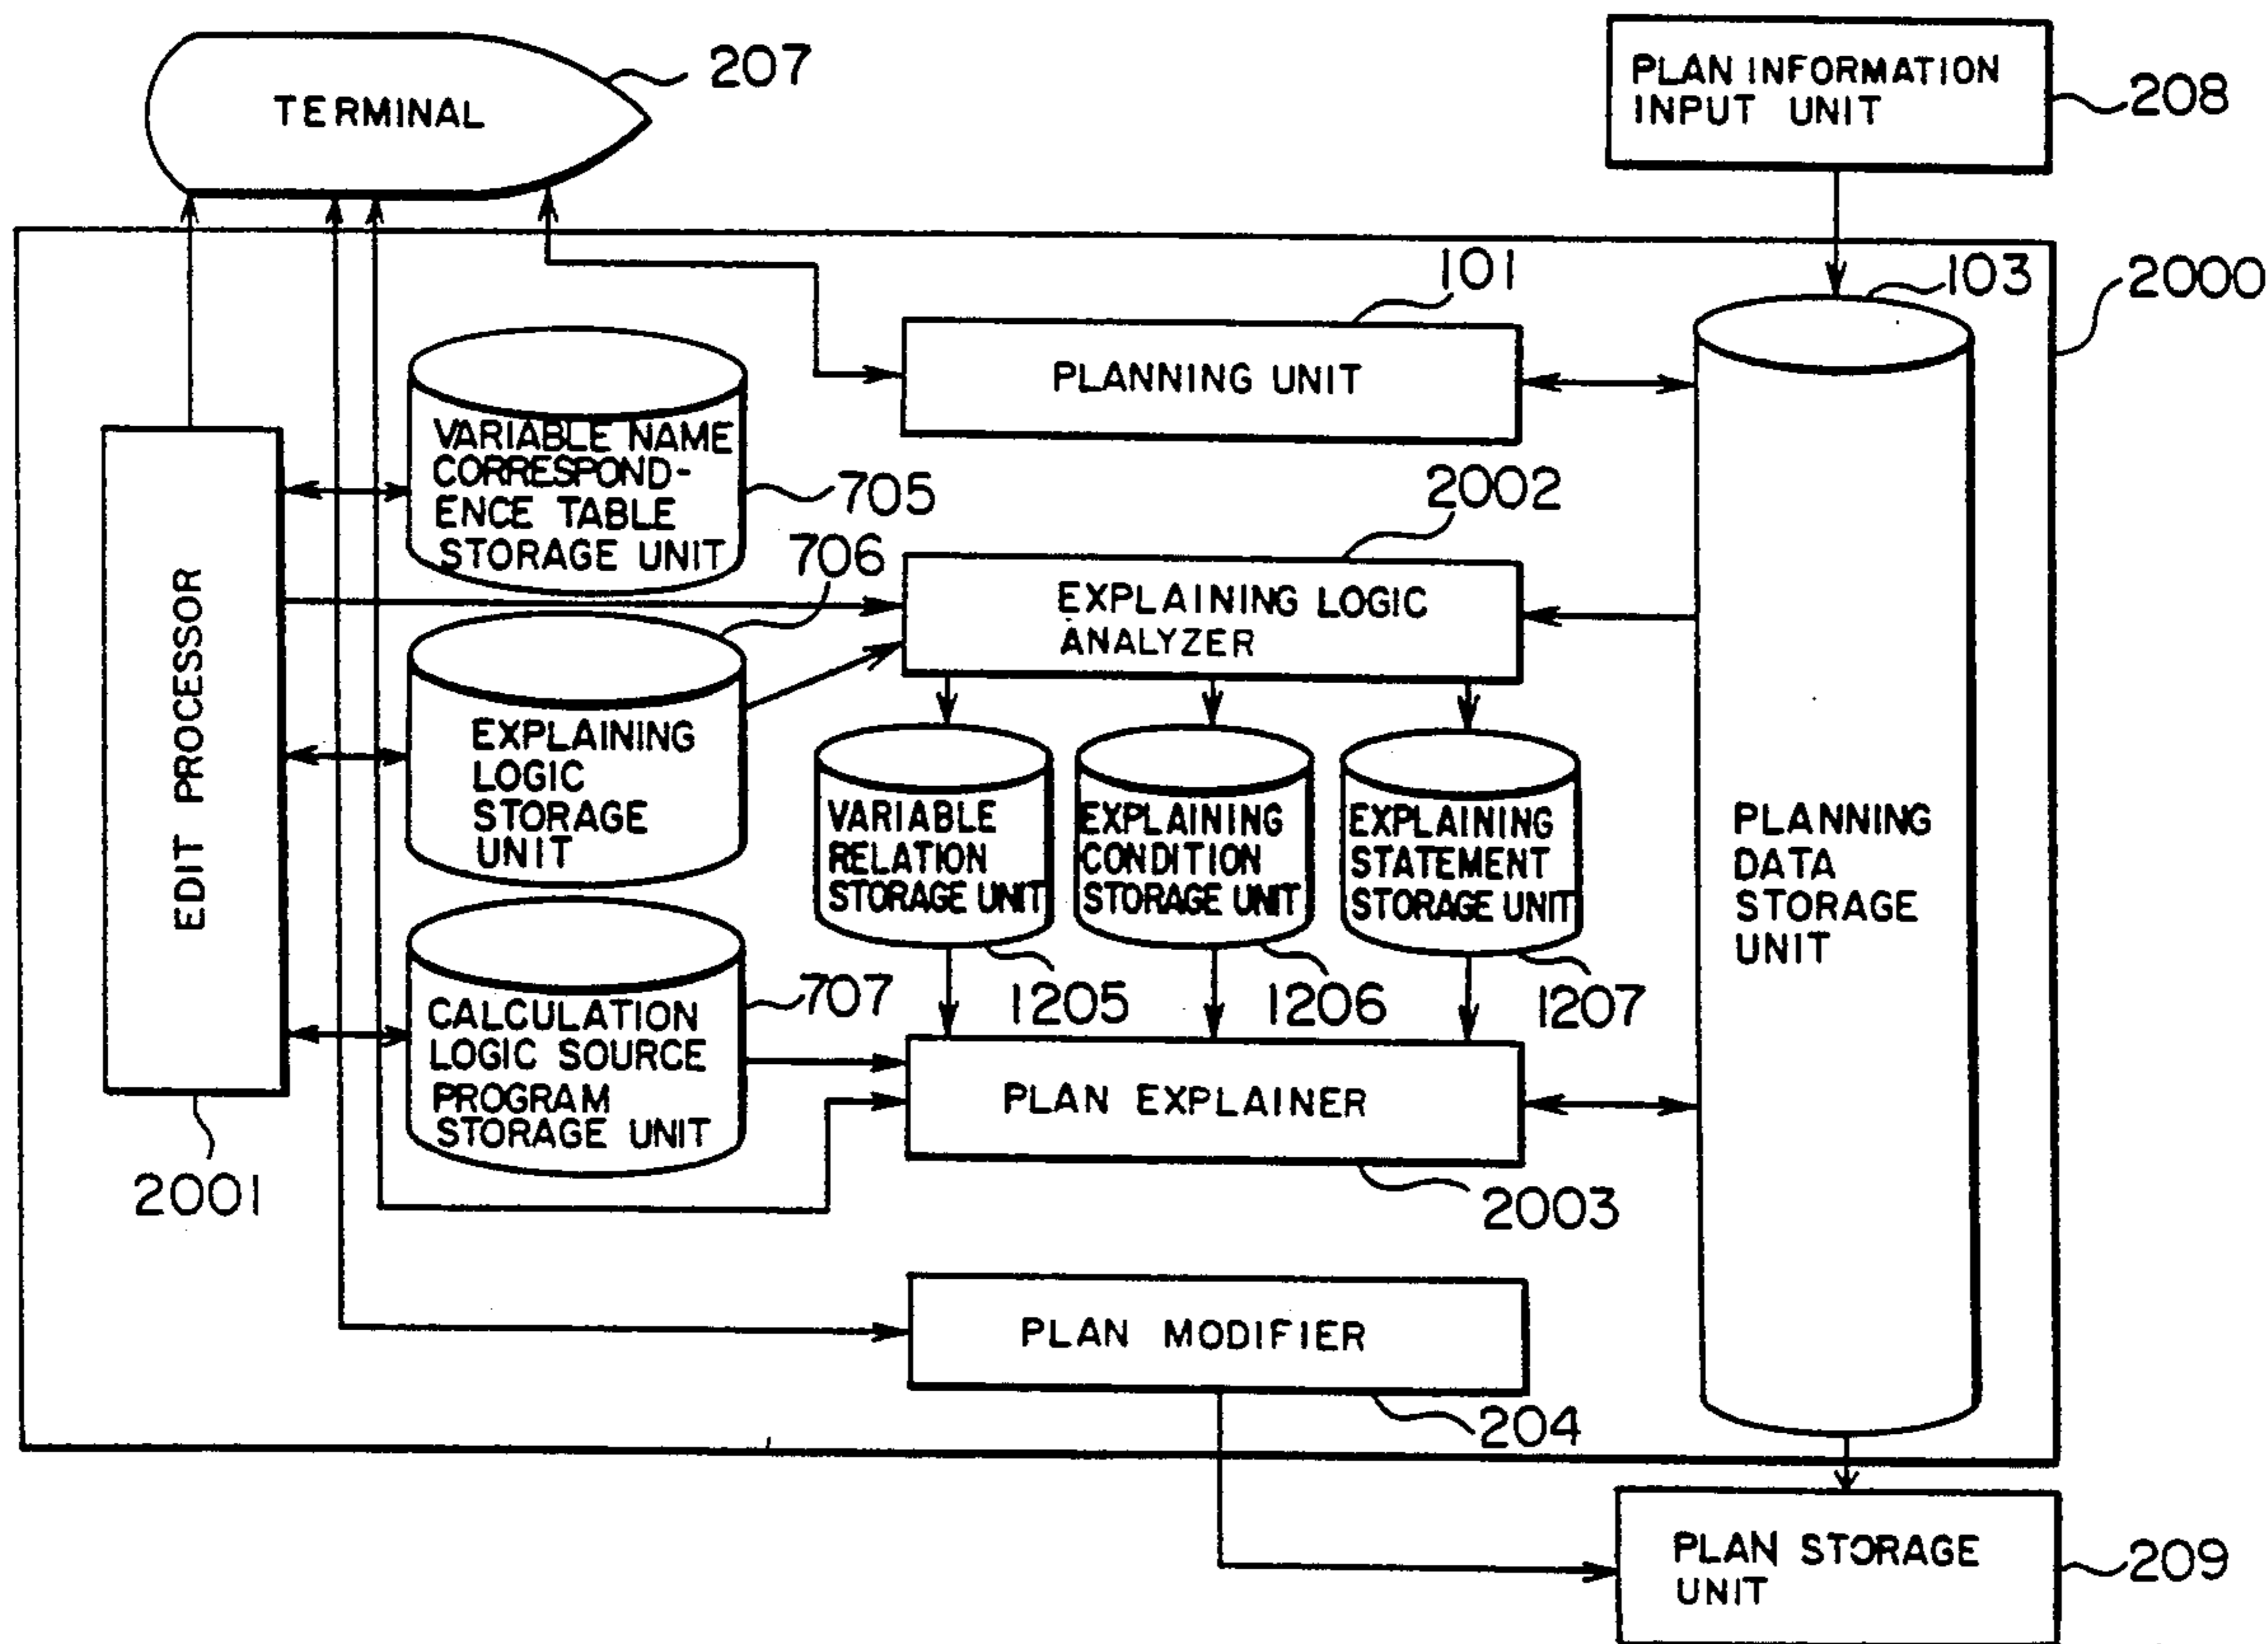 TERMINAL
207
PLAN INFORMATION
INPUT UNIT
208
2000
101
103
PLANNING UNIT
VARIABLE NAME
CORRESPOND-
ENCE TABLE
STORAGE UNIT
705
2002
706
EXPLAINING LOGIC
ANALYZER
EDIT PROCESSOR
2001
EXPLAINING
LOGIC
STORAGE
UNIT
VARIABLE
RELATION
STORAGE UNIT
1205
EXPLAINING
CONDITION
STORAGE UNIT
1206
EXPLAINING
STATEMENT
STORAGE UNIT
1207
PLANNING
DATA
STORAGE
UNIT
CALCULATION
LOGIC SOURCE
PROGRAM
STORAGE UNIT
707
PLAN EXPLAINER
2003
PLAN MODIFIER
204
PLAN STORAGE
UNIT
209